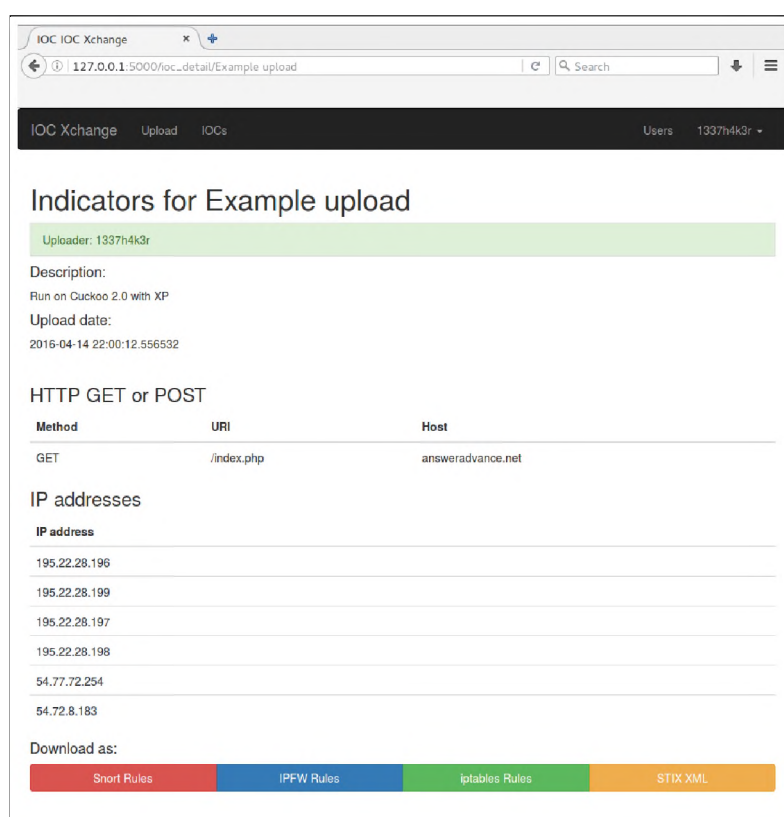 IOC IOC Xchange
127.0.0.1:5000/ioc_detail/Example upload
Search
IOC Xchange Upload IOCs Users 1337h4k3r
Indicators for Example upload
Uploader: 1337h4k3r
Description:
Run on Cuckoo 2.0 with XP
Upload date:
2016-04-14 22:00:12.556532
HTTP GET or POST
Method URI Host
GET /index.php answeradvance.net
IP addresses
IP address
195.22.28.196
195.22.28.199
195.22.28.197
195.22.28.198
54.77.72.254
54.72.8.183
Download as:
Snort Rules IPFW Rules iptables Rules STIX XML